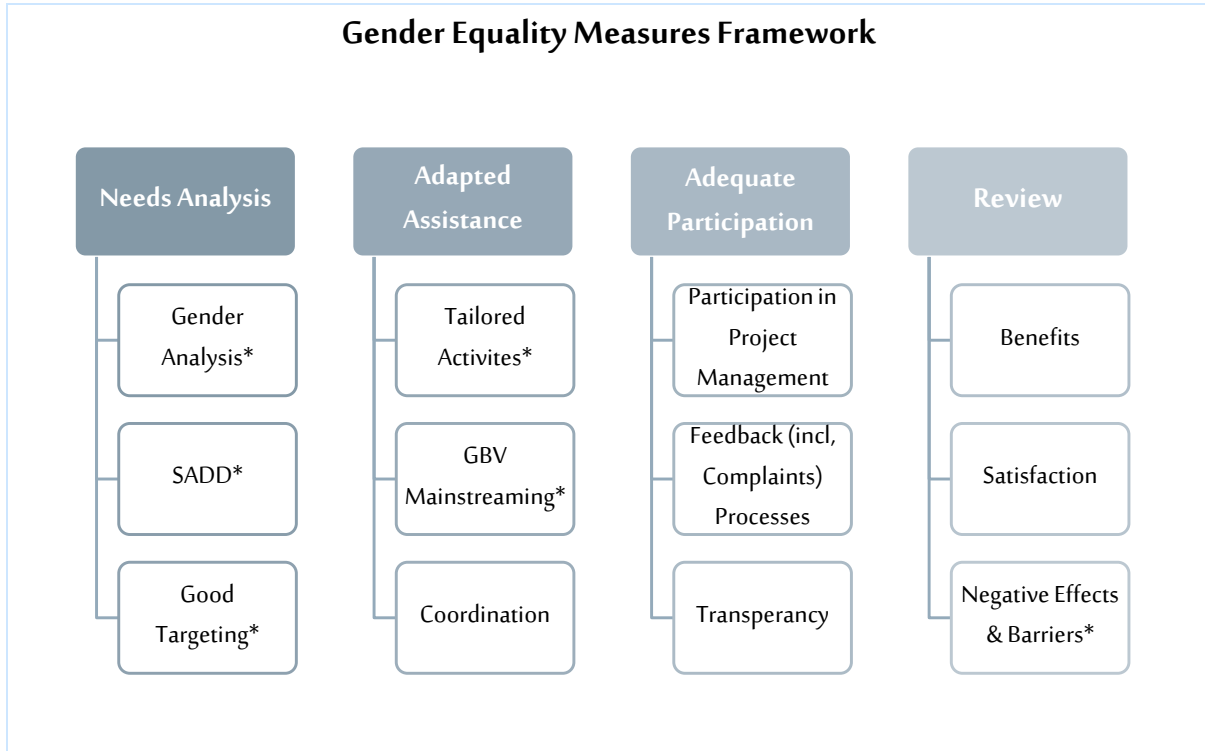 Gender Equality Measures Framework
Needs Analysis
Gender
Analysis*
SADD*
Good
Targeting*
Adapted
Assistance
Tailored
Activites*
GBV
Mainstreaming*
Coordination
Adequate
Participation
Participation in
Project
Management
Feedback (incl,
Complaints)
Processes
Transperancy
Review
Benefits
Satisfaction
Negative Effects
& Barriers*